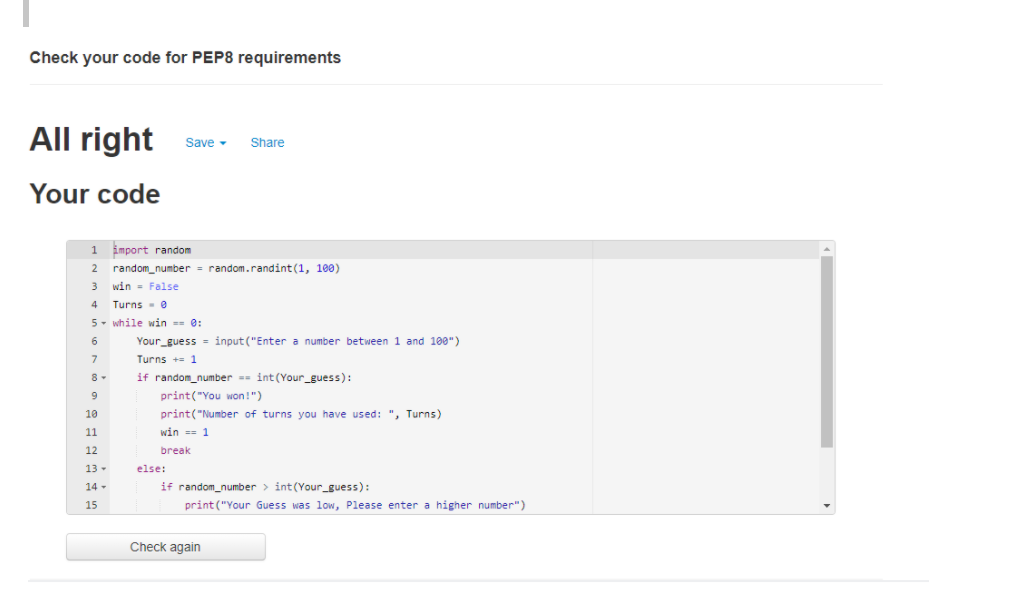 Check your code for PEP8 requirements
All right Save Share
Your code
1 import random
2 random_number = random.randint(1, 100)
3 win = False
4 Turns = 0
5 while win == 0:
6     Your_guess = input("Enter a number between 1 and 100")
7     Turns += 1
8     if random_number == int(Your_guess):
9         print("You won!")
10         print("Number of turns you have used: ", Turns)
11         win == 1
12         break
13     else:
14         if random_number > int(Your_guess):
15             print("Your Guess was low, Please enter a higher number")
Check again